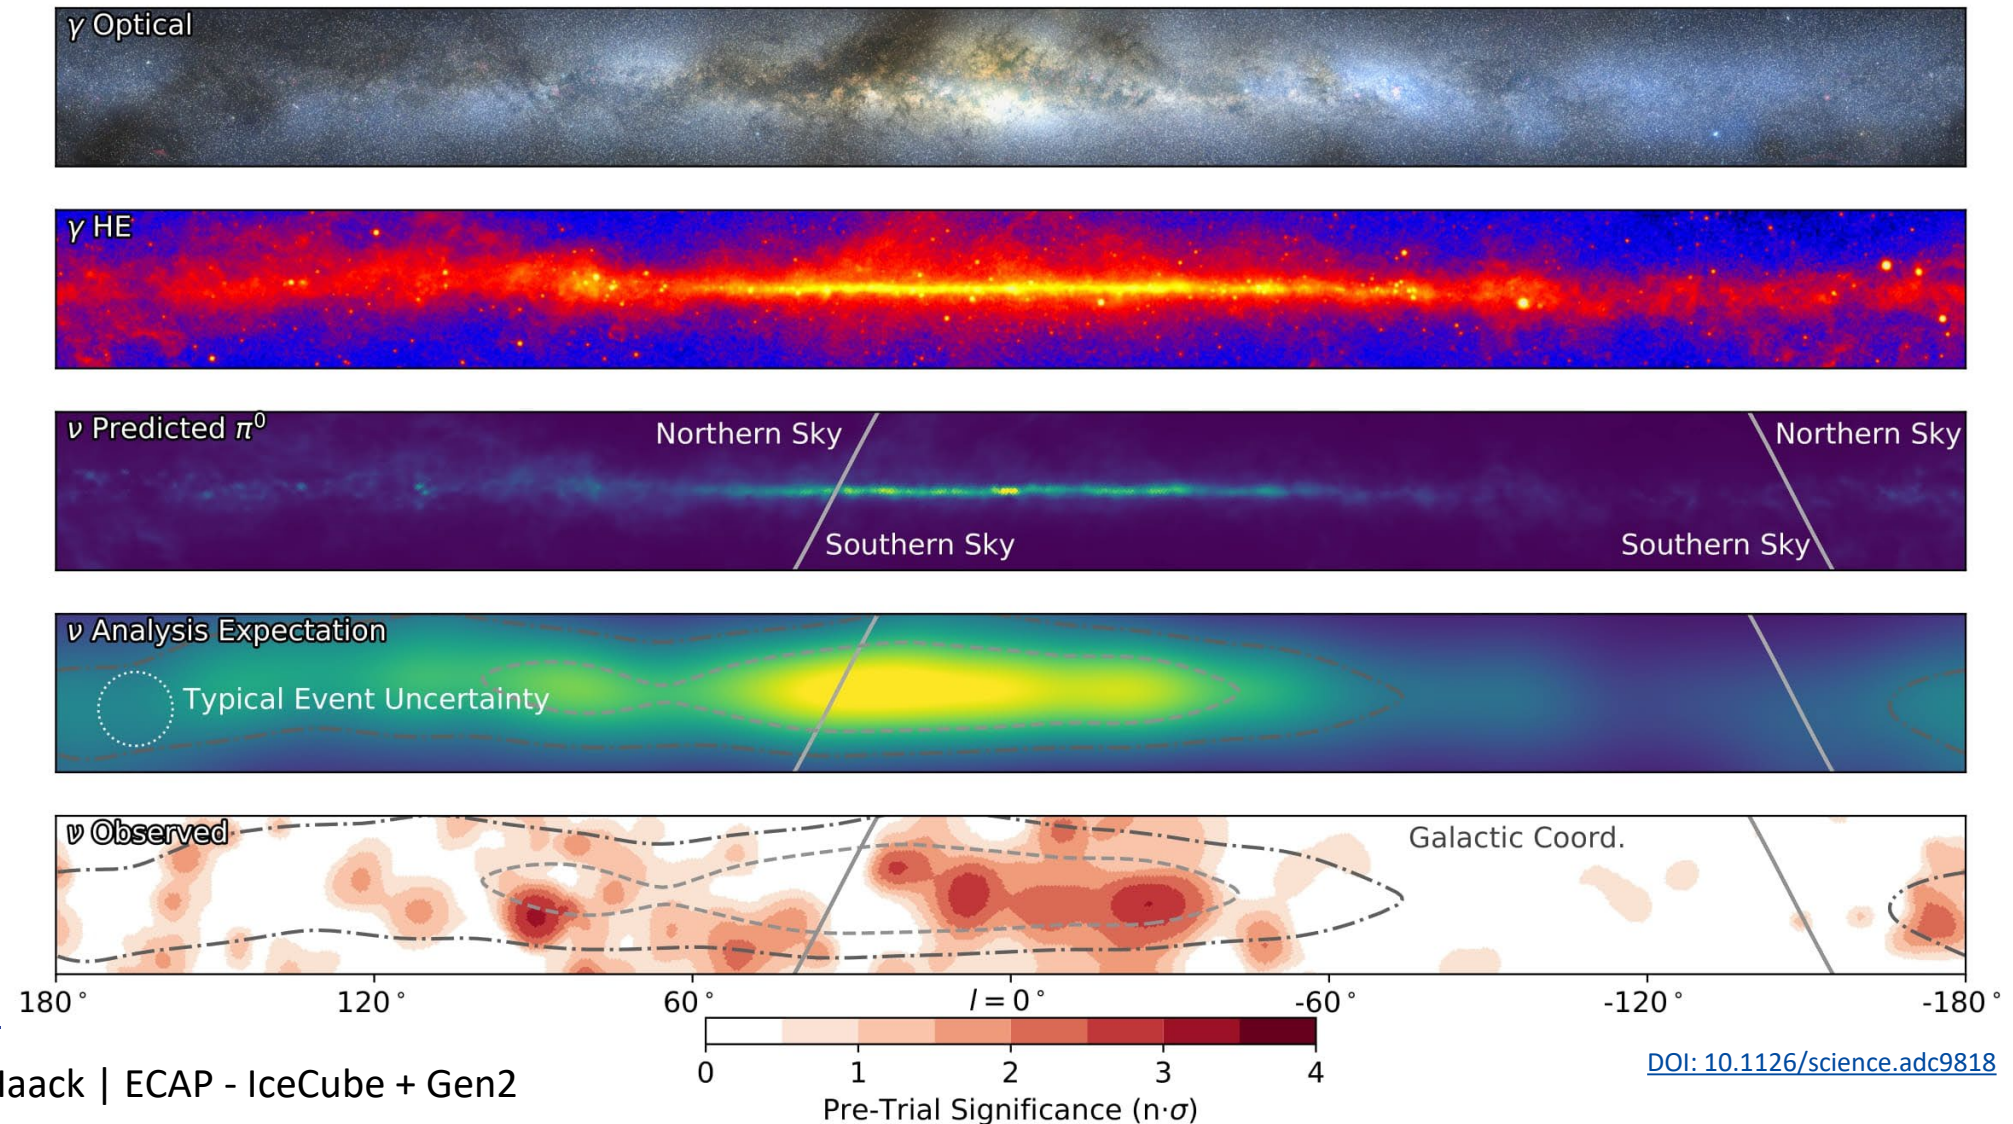 γ Optical
γ HE
ν Predicted π⁰
Northern Sky
Northern Sky
Southern Sky
Southern Sky
ν Analysis Expectation
Typical Event Uncertainty
ν Observed
Galactic Coord.
180° 120° 60° l = 0° -60° -120° -180°
0 1 2 3 4
Pre-Trial Significance (n·σ)
| ECAP - IceCube + Gen2
DOI: 10.1126/science.adc9818